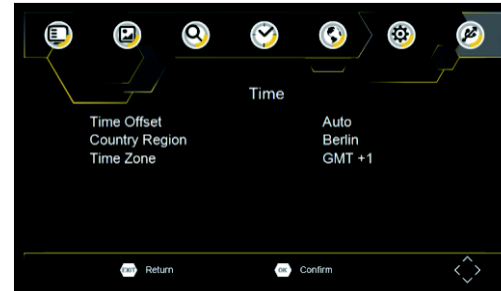 Time
Time Offset Auto
Country Region Berlin
Time Zone GMT +1
EXIT Return OK Confirm